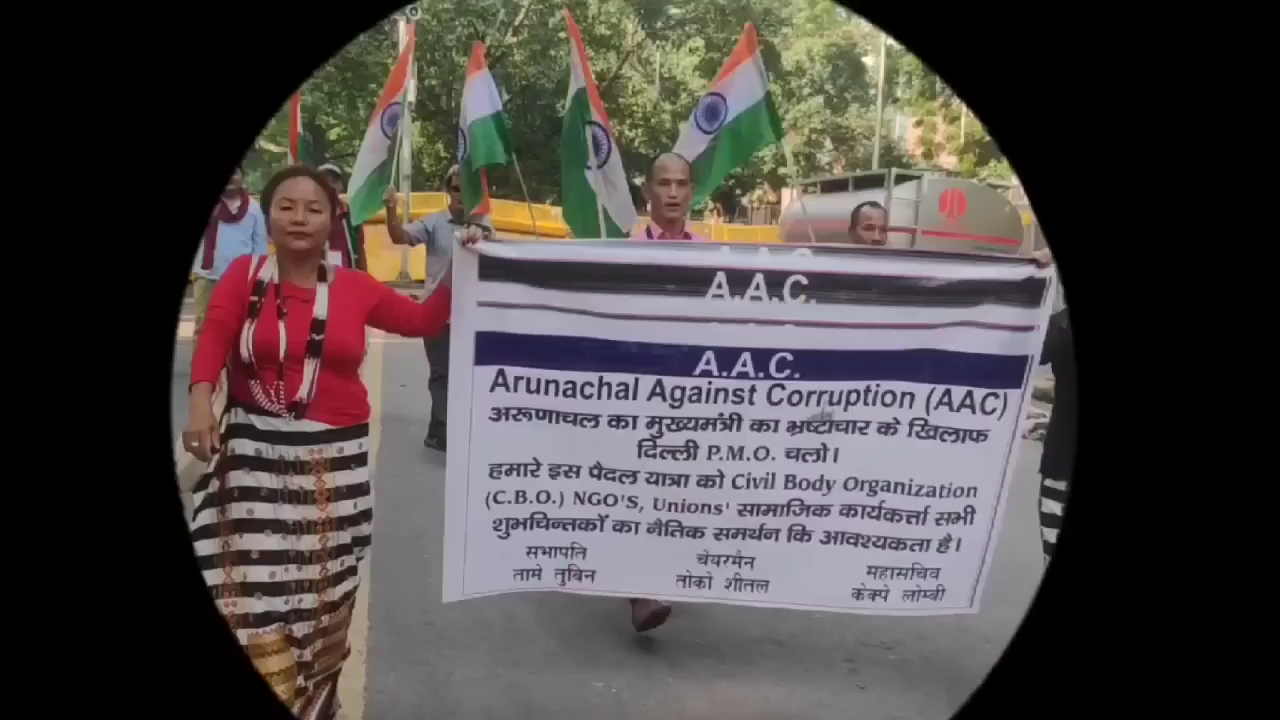 A.A.C.
A.A.C.
Arunachal Against Corruption (AAC)
अरूणाचल का मुख्यमंत्री का भ्रष्टाचार के खिलाफ
दिल्ली P.M.O. चलो।
हमारे इस पैदल यात्रा को Civil Body Organization
(C.B.O.) NGO'S, Unions' सामाजिक कार्यकर्त्ता सभी
शुभचिन्तकों का नैतिक समर्थन कि आवश्यकता है।
सभापति चेयरमैन महासचिव
तामे तुबिन तोको शीतल केक्पे लोम्बी